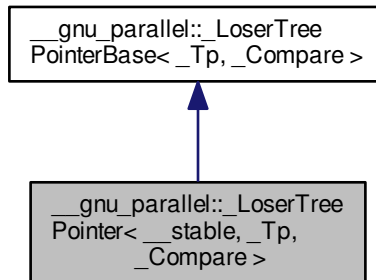 __gnu_parallel::_LoserTree
PointerBase< _Tp, _Compare >
__gnu_parallel::_LoserTree
Pointer< __stable, _Tp,
_Compare >